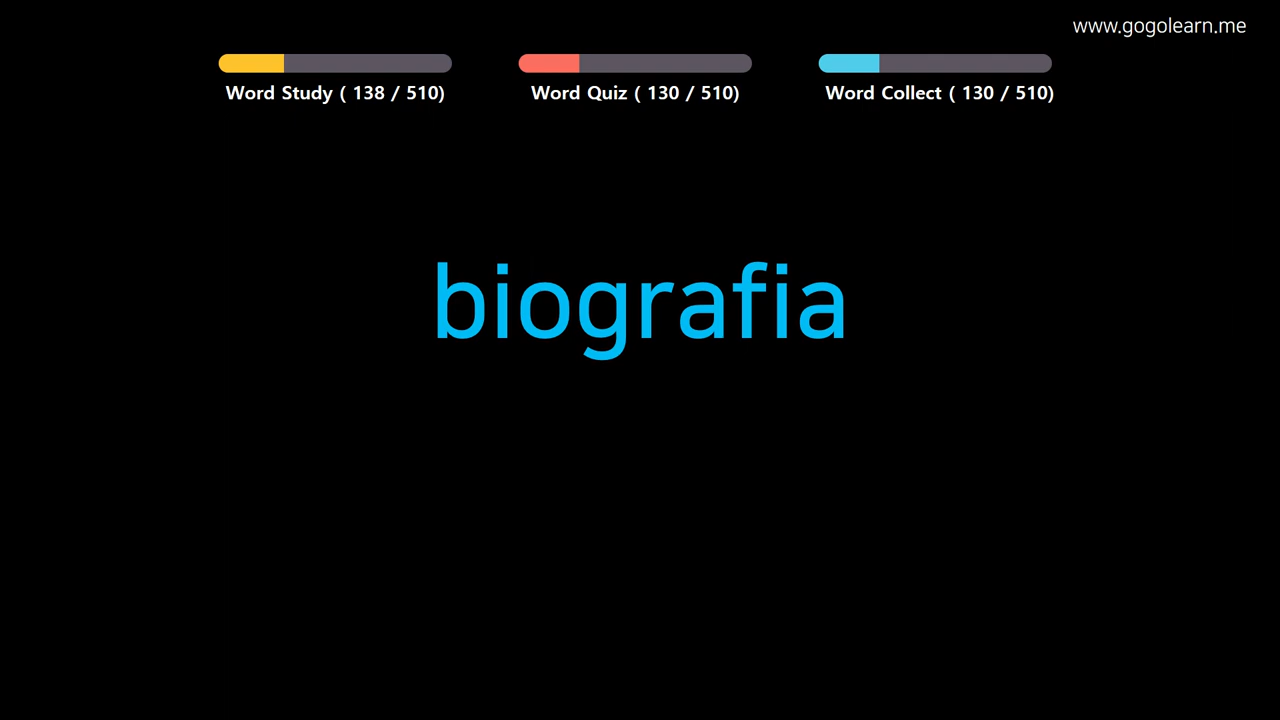 www.gogolearn.me
Word Study ( 138 / 510)
Word Quiz ( 130 / 510)
Word Collect ( 130 / 510)
biografia